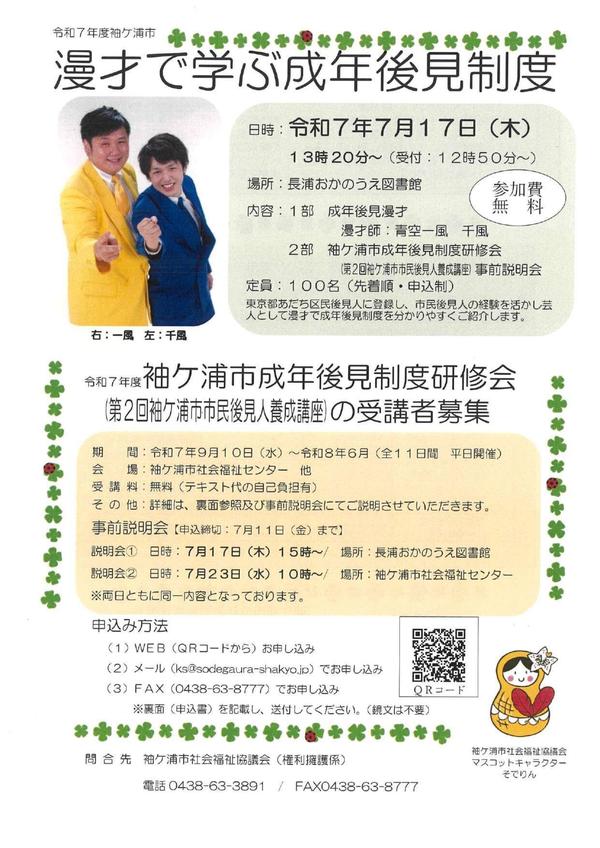 令和7年度袖ケ浦市
漫才で学ぶ成年後見制度
日時：令和7年7月17日（木）
13時20分～（受付：12時50分～）
場所：長浦おかのうえ図書館
参加費
無料
内容：1部　成年後見漫才
漫才師：青空一風　千風
2部　袖ケ浦市成年後見制度研修会
（第2回袖ケ浦市市民後見人養成講座）事前説明会
定員：100名（先着順・申込制）
東京都あだち区民後見人に登録し、市民後見人の経験を活かし芸
人として漫才で成年後見制度を分かりやすくご紹介します。
右：一風　左：千風
令和7年度袖ケ浦市成年後見制度研修会
（第2回袖ケ浦市市民後見人養成講座）の受講者募集
期　　間：令和7年9月10日（水）～令和8年6月（全11日間　平日開催）
会　　場：袖ケ浦市社会福祉センター　他
受 講 料：無料（テキスト代の自己負担有）
そ の 他：詳細は、裏面参照及び事前説明会にてご説明させていただきます。
事前説明会【申込締切：7月11日（金）まで】
説明会①　日時：7月17日（木）15時～/　場所：長浦おかのうえ図書館
説明会②　日時：7月23日（水）10時～/　場所：袖ケ浦市社会福祉センター
※両日ともに同一内容となっております。
申込み方法
（1）WEB（QRコードから）お申し込み
（2）メール（ks@sodegaura-shakyo.jp）でお申し込み
（3）FAX（0438-63-8777）でお申し込み
※裏面（申込書）を記載し、送付してください。（鏡文は不要）
QRコード
袖ケ浦市社会福祉協議会
マスコットキャラクター
そでりん
問 合 先　袖ケ浦市社会福祉協議会（権利擁護係）
電話 0438-63-3891　/　FAX0438-63-8777